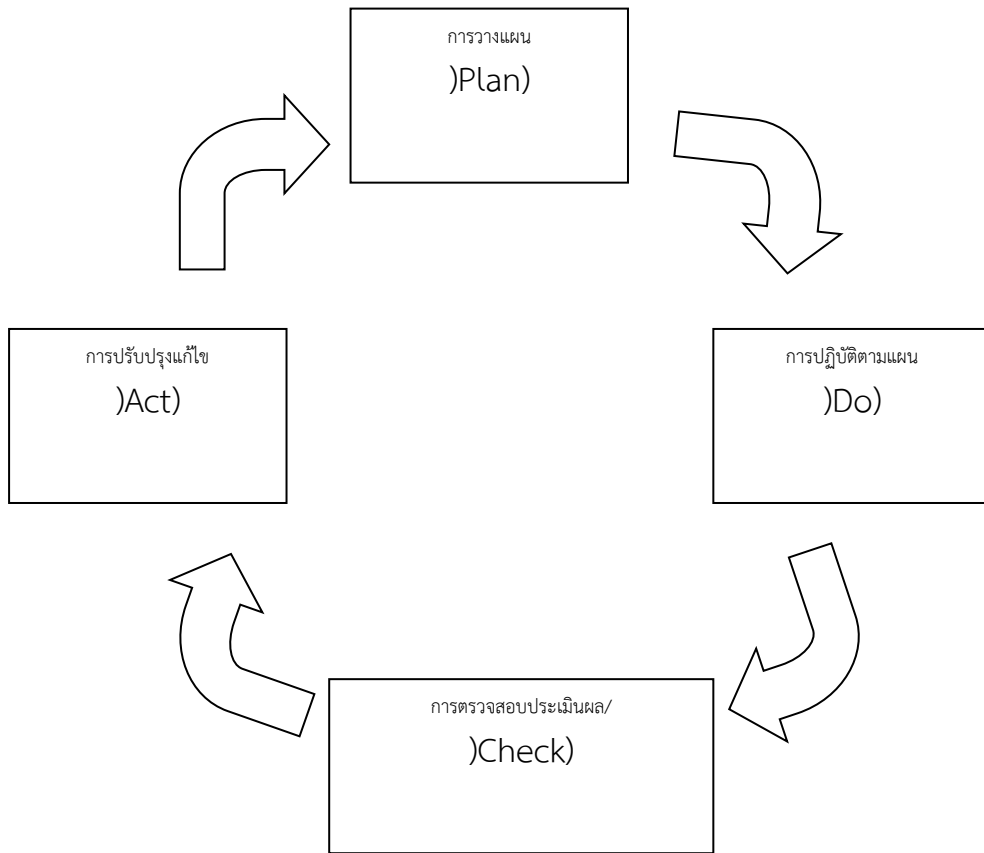 การวางแผน
)Plan)
การปรับปรุงแก้ไข
)Act)
การปฏิบัติตามแผน
)Do)
การตรวจสอบประเมินผล/
)Check)